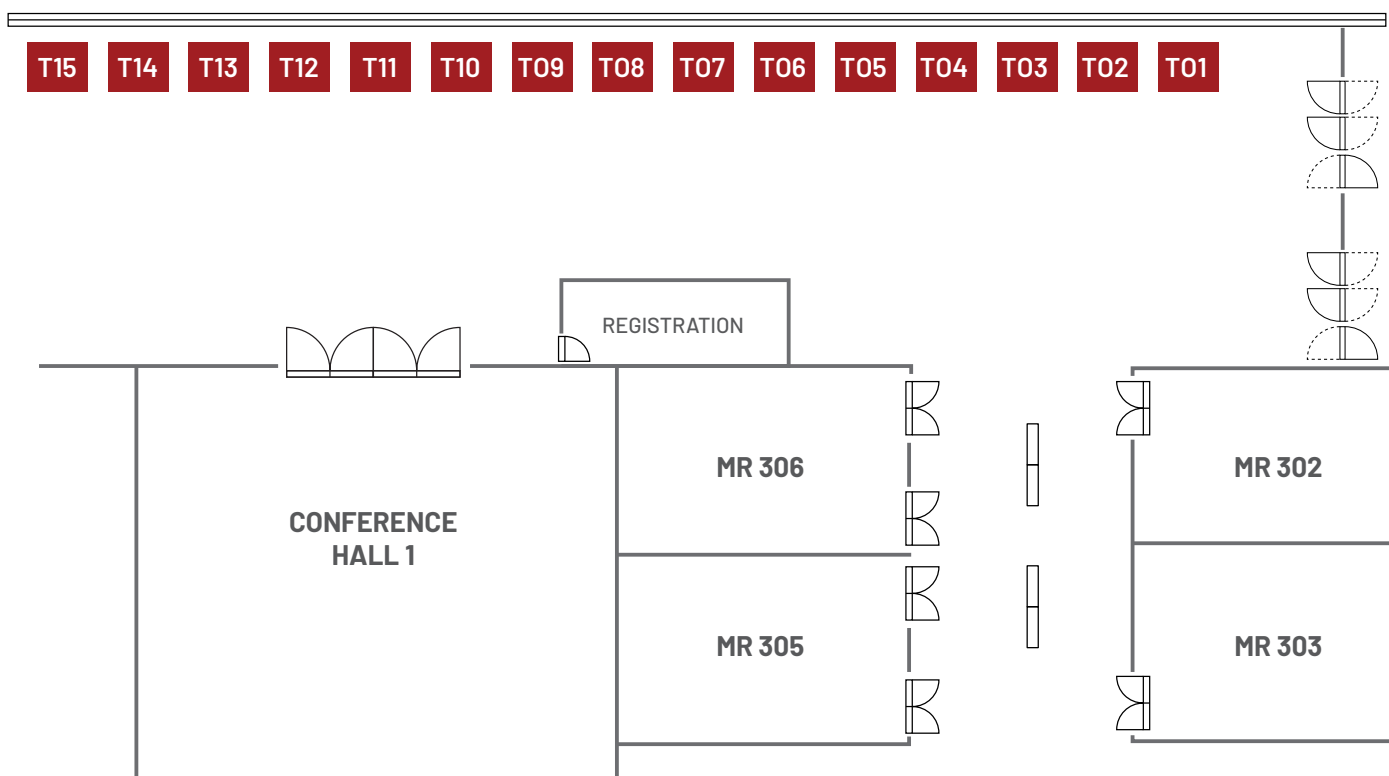 T15 T14 T13 T12 T11 T10 T09 T08 T07 T06 T05 T04 T03 T02 T01
REGISTRATION
MR 306
MR 302
CONFERENCE
HALL 1
MR 305
MR 303